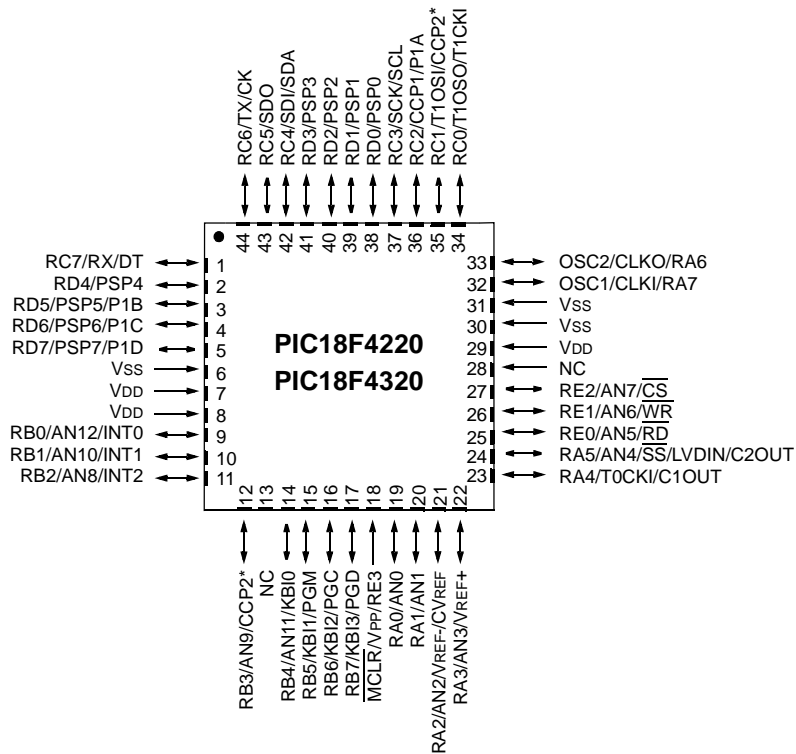 RC6/TX/CK
RC5/SDO
RC4/SDI/SDA
RD3/PSP3
RD2/PSP2
RD1/PSP1
RD0/PSP0
RC3/SCK/SCL
RC2/CCP1/P1A
RC1/T1OSI/CCP2*
RC0/T1OSO/T1CKI
44 43 42 41 40 39 38 37 36 35 34
RC7/RX/DT 1
RD4/PSP4 2
RD5/PSP5/P1B 3
RD6/PSP6/P1C 4
RD7/PSP7/P1D 5
VSS 6
VDD 7
VDD 8
RB0/AN12/INT0 9
RB1/AN10/INT1 10
RB2/AN8/INT2 11
PIC18F4220
PIC18F4320
33 OSC2/CLKO/RA6
32 OSC1/CLKI/RA7
31 VSS
30 VSS
29 VDD
28 NC
27 RE2/AN7/CS
26 RE1/AN6/WR
25 RE0/AN5/RD
24 RA5/AN4/SS/LVDIN/C2OUT
23 RA4/T0CKI/C1OUT
12 13 14 15 16 17 18 19 20 21 22
RB3/AN9/CCP2*
NC
RB4/AN11/KBI0
RB5/KBI1/PGM
RB6/KBI2/PGC
RB7/KBI3/PGD
MCLR/VPP/RE3
RA0/AN0
RA1/AN1
RA2/AN2/VREF-/CVREF
RA3/AN3/VREF+